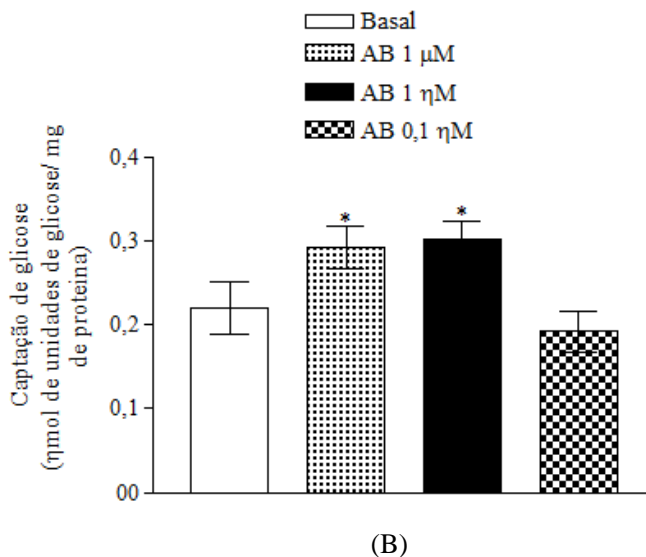 Basal
AB 1 μM
AB 1 ηM
AB 0,1 ηM
Captação de glicose
(ηmol de unidades de glicose/ mg
de proteina)
0,4
0,3
0,2
0,1
00
*
*
(B)